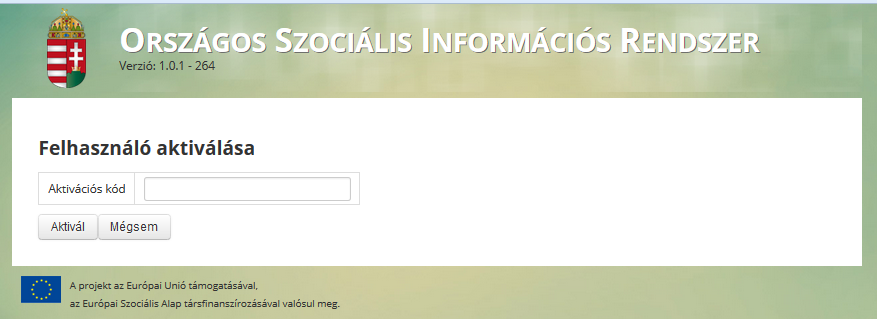 Országos Szociális Információs Rendszer
Verzió: 1.0.1 - 264
Felhasználó aktiválása
Aktivációs kód
Aktivál Mégsem
A projekt az Európai Unió támogatásával,
az Európai Szociális Alap társfinanszírozásával valósul meg.